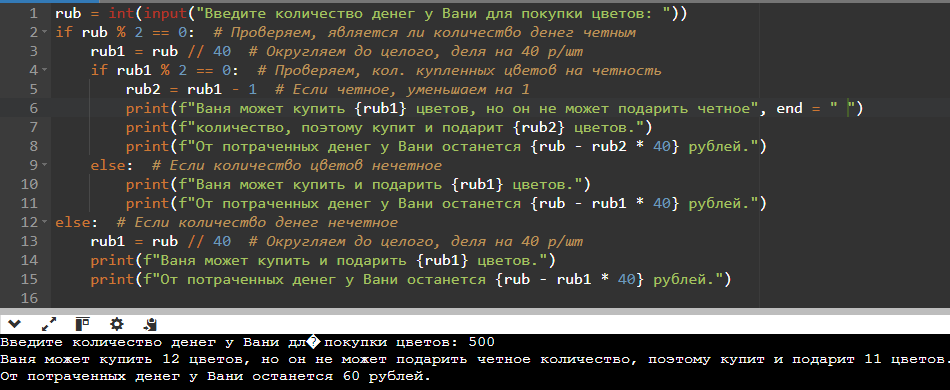 1 rub = int(input("Введите количество денег у Вани для покупки цветов: "))
2 if rub % 2 == 0:  # Проверяем, является ли количество денег четным
3     rub1 = rub // 40  # Округляем до целого, деля на 40 р/шт
4     if rub1 % 2 == 0:  # Проверяем, кол. купленных цветов на четность
5         rub2 = rub1 - 1  # Если четное, уменьшаем на 1
6         print(f"Ваня может купить {rub1} цветов, но он не может подарить четное", end = " ")
7         print(f"количество, поэтому купит и подарит {rub2} цветов.")
8         print(f"От потраченных денег у Вани останется {rub - rub2 * 40} рублей.")
9     else:  # Если количество цветов нечетное
10         print(f"Ваня может купить и подарить {rub1} цветов.")
11         print(f"От потраченных денег у Вани останется {rub - rub1 * 40} рублей.")
12 else:  # Если количество денег нечетное
13     rub1 = rub // 40  # Округляем до целого, деля на 40 р/шт
14     print(f"Ваня может купить и подарить {rub1} цветов.")
15     print(f"От потраченных денег у Вани останется {rub - rub1 * 40} рублей.")
16
Введите количество денег у Вани дл�покупки цветов: 500
Ваня может купить 12 цветов, но он не может подарить четное количество, поэтому купит и подарит 11 цветов.
От потраченных денег у Вани останется 60 рублей.